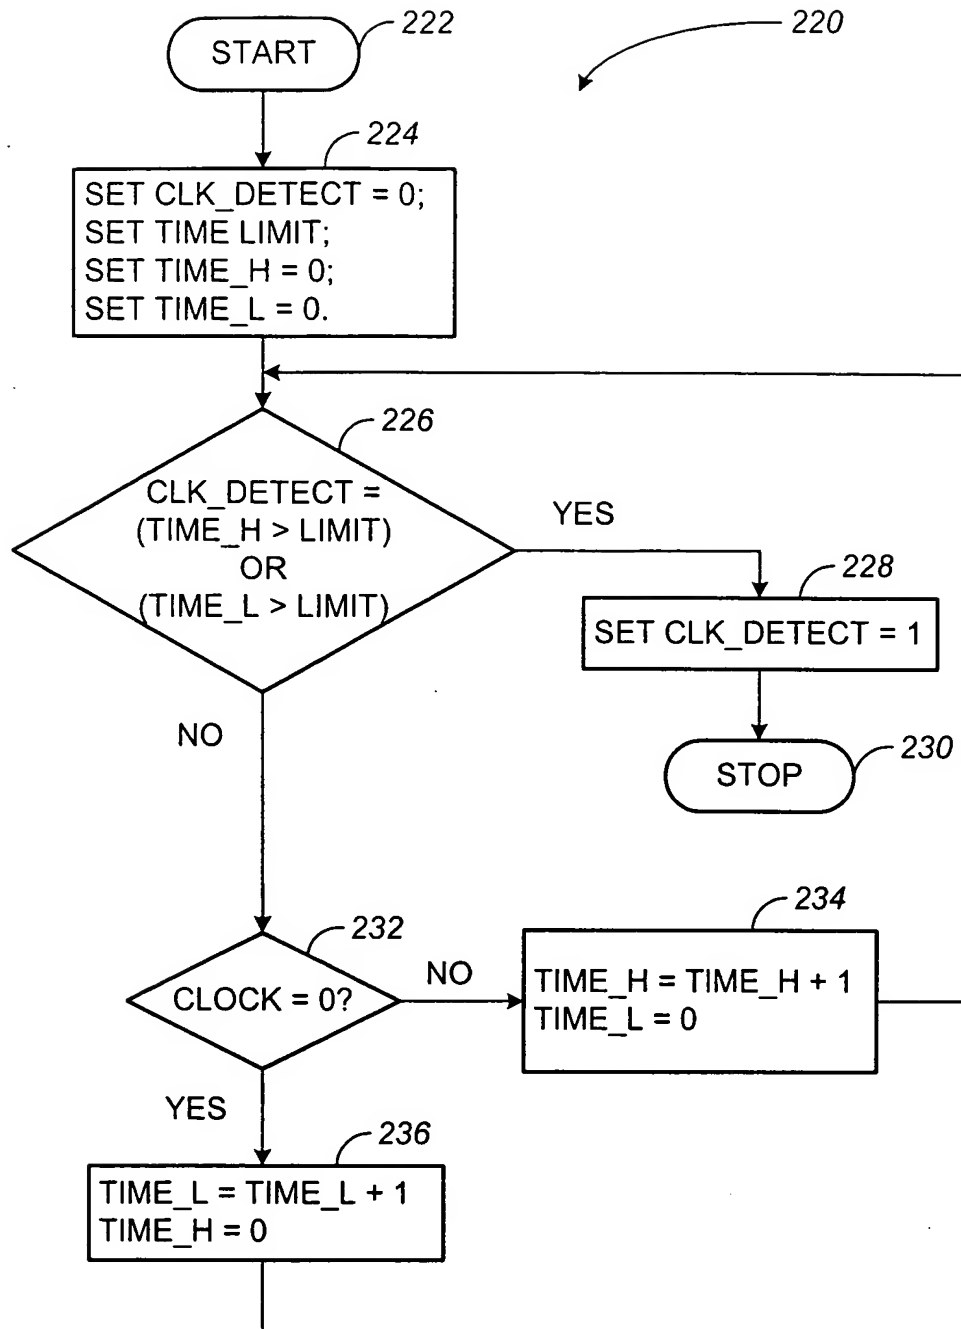 START
222
220
224
SET CLK_DETECT = 0;
SET TIME LIMIT;
SET TIME_H = 0;
SET TIME_L = 0.
226
CLK_DETECT =
(TIME_H > LIMIT)
OR
(TIME_L > LIMIT)
YES
228
SET CLK_DETECT = 1
STOP
230
NO
232
CLOCK = 0?
NO
234
TIME_H = TIME_H + 1
TIME_L = 0
YES
236
TIME_L = TIME_L + 1
TIME_H = 0